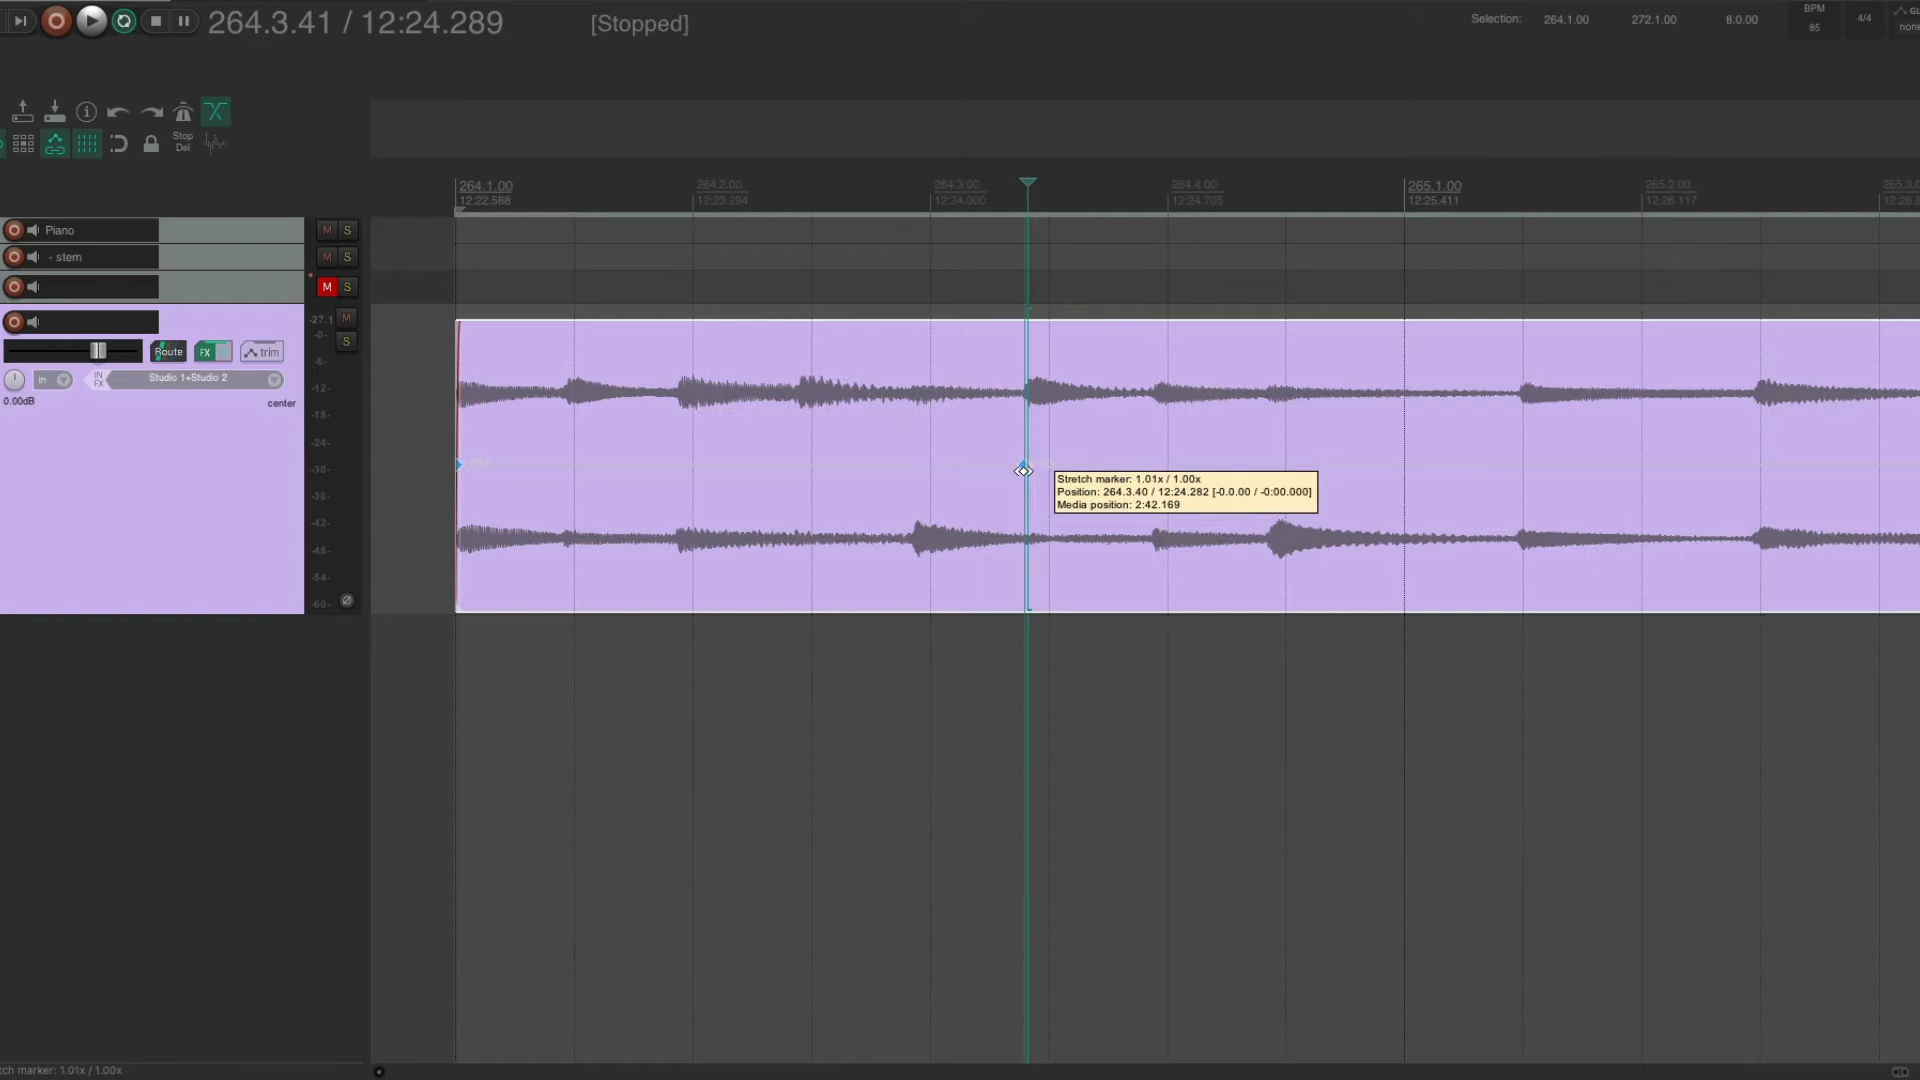 264.3.41 / 12:24.289
[Stopped]
Selection: 264.1.00 272.1.00 8.0.00
BPM
85
4/4
none
Stop
Del
264.1.00
12:22.588
264.2.00
12:23.294
264.3.00
12:24.000
264.4.00
12:24.705
265.1.00
12:25.411
265.2.00
12:26.117
Piano
M S
- stem
M S
M S
-27.1 M
-0-
S
-6-
-12-
-18-
-24-
-30-
-36-
-42-
-48-
-54-
-60-
Route
FX
trim
in
IN
FX
Studio 1+Studio 2
0.00dB
center
Stretch marker: 1.01x / 1.00x
Position: 264.3.40 / 12:24.282 [-0.0.00 / -0:00.000]
Media position: 2:42.169
tch marker: 1.01x / 1.00x